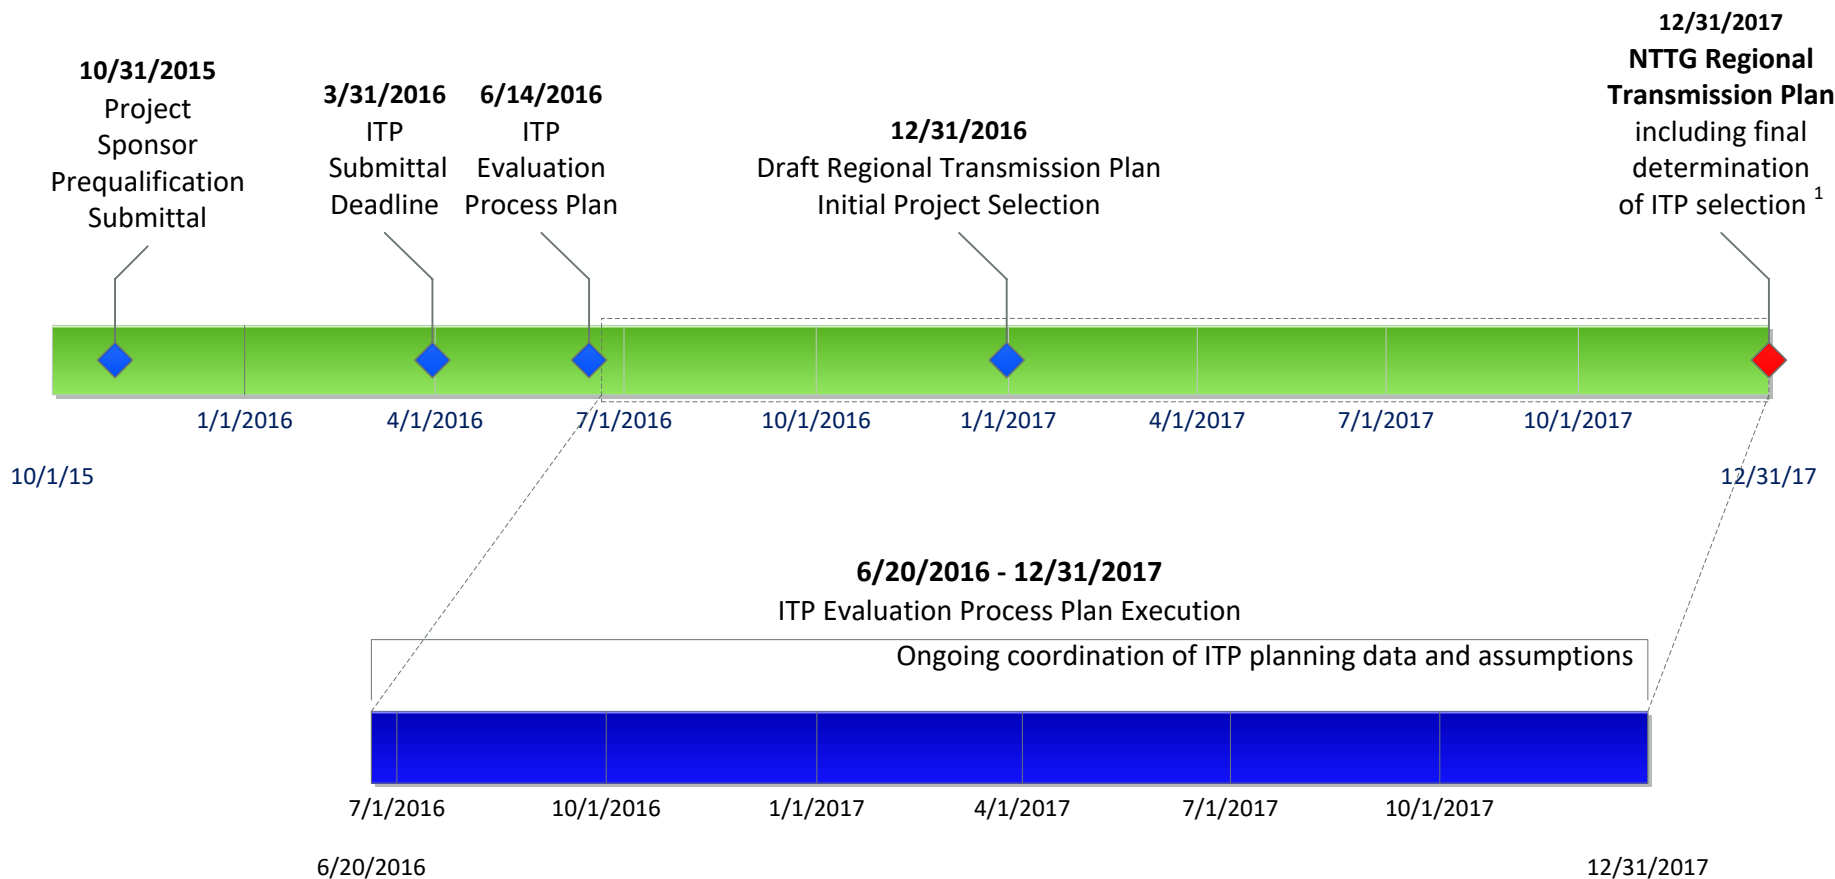 10/31/2015
Project
Sponsor
Prequalification
Submittal
3/31/2016
ITP
Submittal
Deadline
6/14/2016
ITP
Evaluation
Process Plan
12/31/2016
Draft Regional Transmission Plan
Initial Project Selection
12/31/2017
NTTG Regional
Transmission Plan
including final
determination
of ITP selection 1
1/1/2016
4/1/2016
7/1/2016
10/1/2016
1/1/2017
4/1/2017
7/1/2017
10/1/2017
10/1/15
12/31/17
6/20/2016 - 12/31/2017
ITP Evaluation Process Plan Execution
Ongoing coordination of ITP planning data and assumptions
7/1/2016
10/1/2016
1/1/2017
4/1/2017
7/1/2017
10/1/2017
6/20/2016
12/31/2017